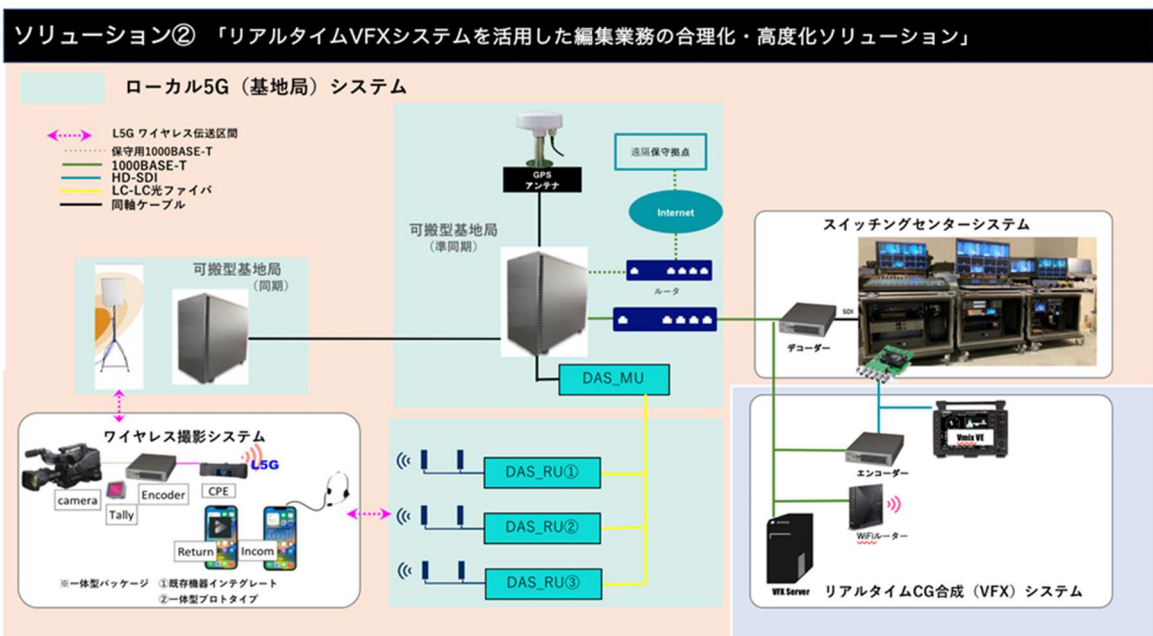 ソリューション② 「リアルタイムVFXシステムを活用した編集業務の合理化・高度化ソリューション」
ローカル5G（基地局）システム
L5G ワイヤレス伝送区間
保守用1000BASE-T
1000BASE-T
HD-SDI
LC-LC光ファイバ
同軸ケーブル
GPS
アンテナ
遠隔保守拠点
Internet
可搬型基地局
（準同期）
ルータ
可搬型基地局
（同期）
DAS_MU
スイッチングセンターシステム
デコーダー
SDI
ワイヤレス撮影システム
L5G
camera
Tally
Encoder
CPE
Return
Incom
※一体型パッケージ ①既存機器インテグレート
②一体型プロトタイプ
DAS_RU①
DAS_RU②
DAS_RU③
Vmix VE
エンコーダー
WiFiルーター
VFX Server
リアルタイムCG合成（VFX）システム